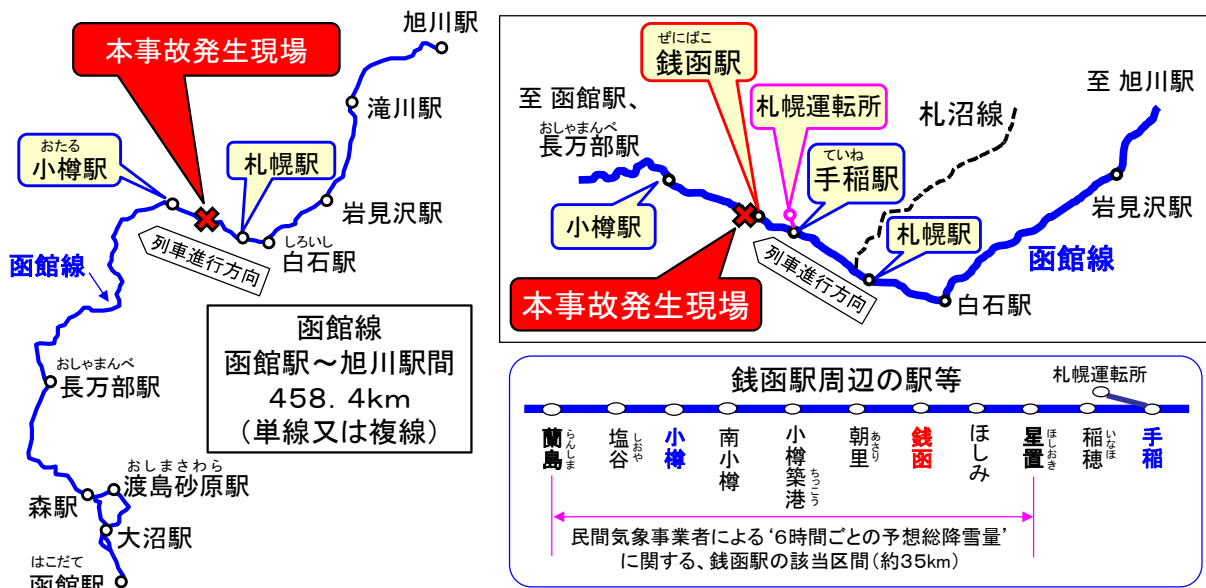 旭川駅
本事故発生現場
滝川駅
おたる
小樽駅
札幌駅
岩見沢駅
しろいし
白石駅
列車進行方向
函館線
函館線
函館駅～旭川駅間
458．4km
（単線又は複線）
おしゃまんべ
長万部駅
おしまさわら
渡島砂原駅
森駅
大沼駅
はこだて
函館駅
ぜにばこ
銭函駅
至 函館駅、
おしゃまんべ
長万部駅
札幌運転所
札沼線
至 旭川駅
ていね
手稲駅
小樽駅
札幌駅
岩見沢駅
函館線
列車進行方向
本事故発生現場
白石駅
銭函駅周辺の駅等
札幌運転所
蘭島
らんしま
塩谷
しおや
小樽
南小樽
小樽築港
ちっこう
朝里
あさり
銭函
ほしみ
星置
ほしおき
稲穂
いなほ
手稲
民間気象事業者による‘6時間ごとの予想総降雪量’
に関する、銭函駅の該当区間（約35km）